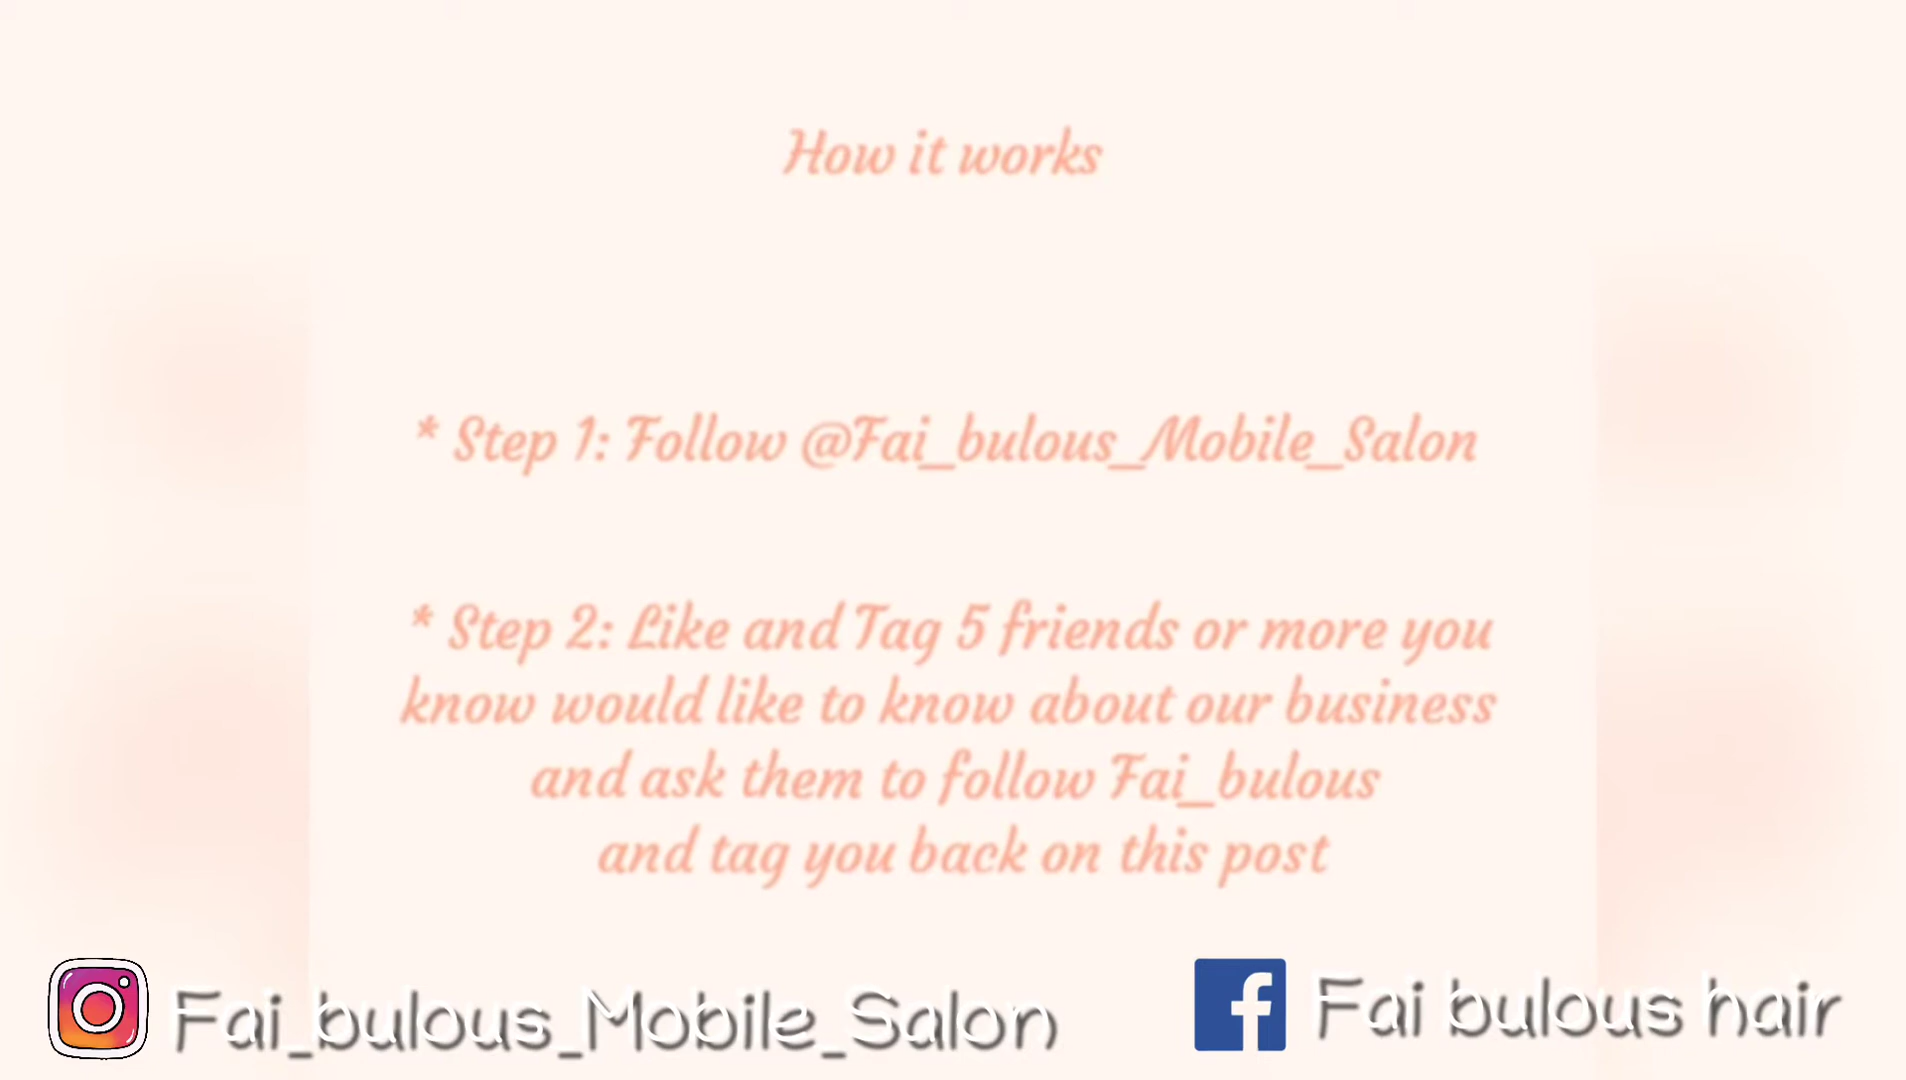 How it works
* Step 1: Follow @Fai_bulous_Mobile_Salon
* Step 2: Like and Tag 5 friends or more you
know would like to know about our business
and ask them to follow Fai_bulous
and tag you back on this post
Fai_bulous_Mobile_Salon
Fai bulous hair